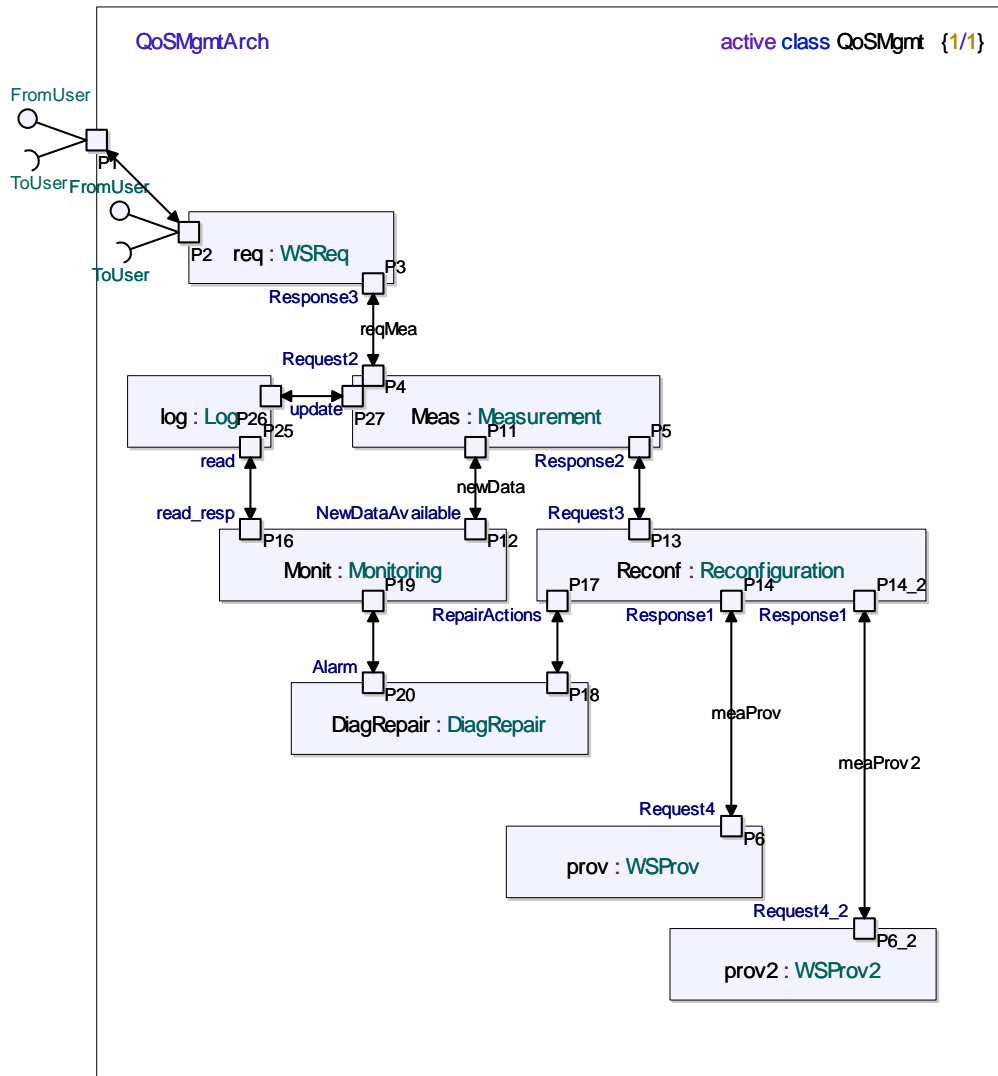 QoSMgmtArch
active class QoSMgmt {1/1}
FromUser
P1
ToUser
FromUser
P2
ToUser
req : WSReq
P3
Response3
reqMea
Request2
P4
log : Log
P26
update
P27
Meas : Measurement
P25
P11
P5
read
Response2
newData
read_resp
NewDataAvailable
Request3
P16
P12
P13
Monit : Monitoring
Reconf : Reconfiguration
P19
P17
P14
P14_2
RepairActions
Response1
Response1
Alarm
P20
P18
DiagRepair : DiagRepair
meaProv
meaProv2
Request4
P6
prov : WSProv
Request4_2
P6_2
prov2 : WSProv2